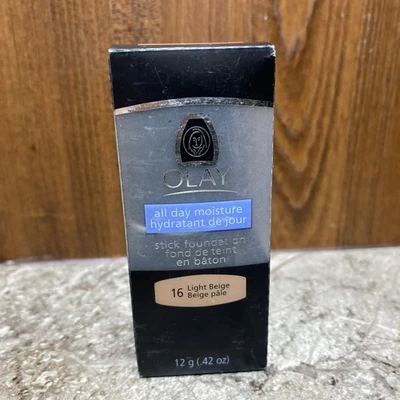 OLAY
all day moisture
hydratant de jour
stick foundation
fond de teint
en bâton
16 Light Beige
Beige pâle
12 g (.42 oz)